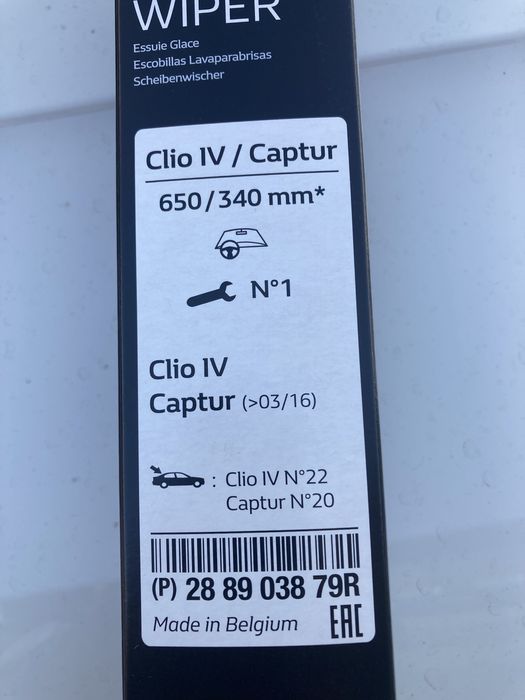 WIPER
Essuie Glace
Escobillas Lavaparabrisas
Scheibenwischer
Clio IV / Captur
650/340 mm*
N°1
Clio IV
Captur (>03/16)
: Clio IV N°22
Captur N°20
(P) 28 89 038 79R
Made in Belgium EAC